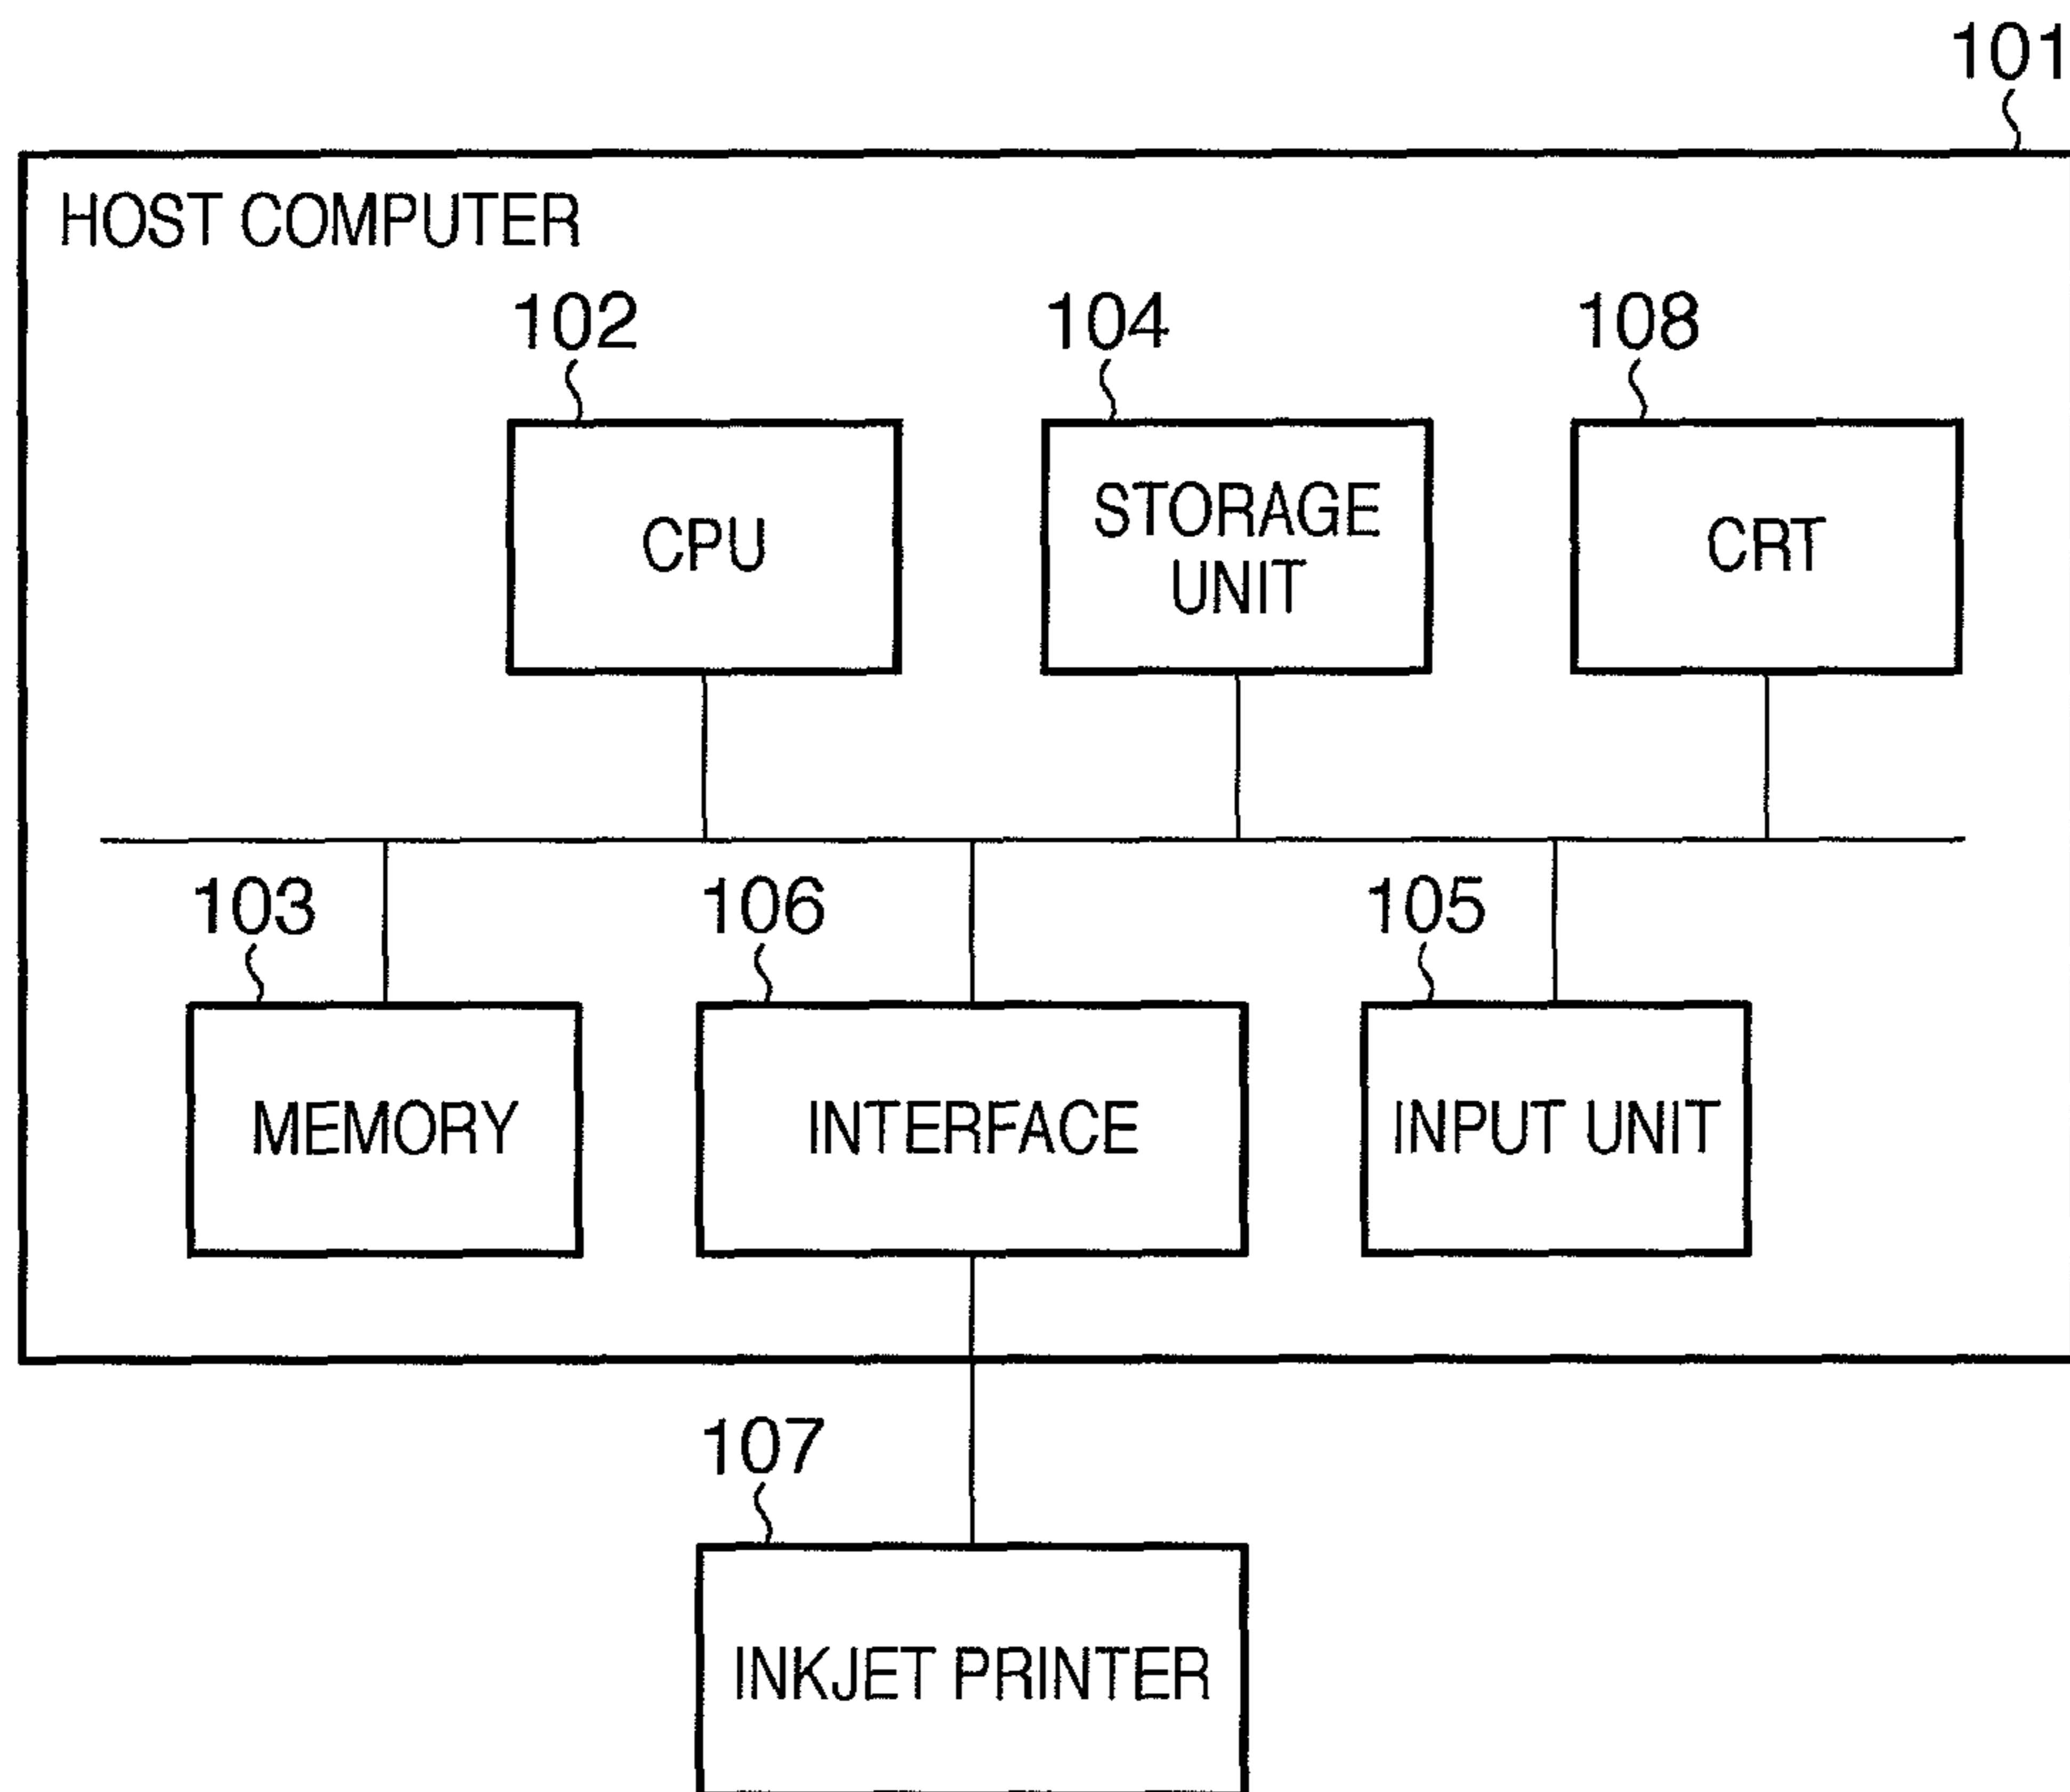 101
HOST COMPUTER
102
104
108
CPU
STORAGE
UNIT
CRT
103
106
105
MEMORY
INTERFACE
INPUT UNIT
107
INKJET PRINTER